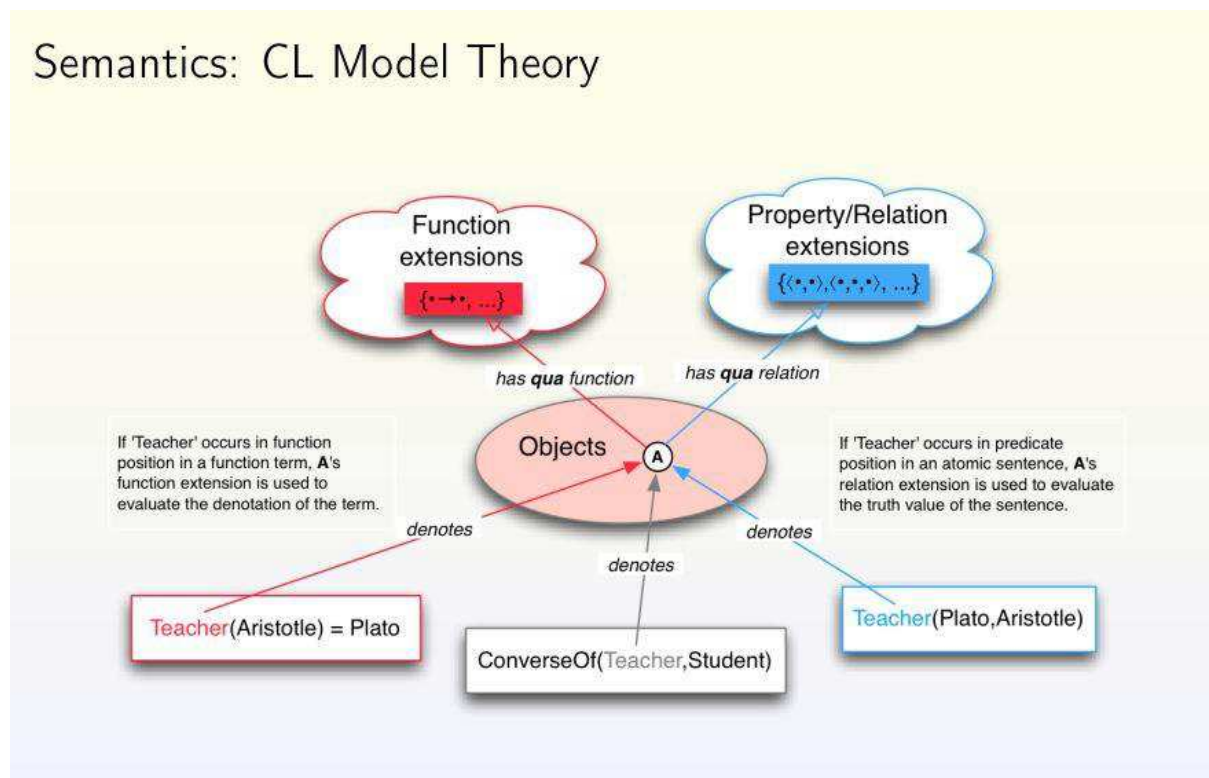 Semantics: CL Model Theory
Function
extensions
{•→•, ...}
Property/Relation
extensions
{⟨•,•⟩,⟨•,•,•⟩, ...}
has qua function
has qua relation
If 'Teacher' occurs in function
position in a function term, A's
function extension is used to
evaluate the denotation of the term.
Objects
A
If 'Teacher' occurs in predicate
position in an atomic sentence, A's
relation extension is used to evaluate
the truth value of the sentence.
denotes
denotes
denotes
Teacher(Aristotle) = Plato
ConverseOf(Teacher,Student)
Teacher(Plato,Aristotle)